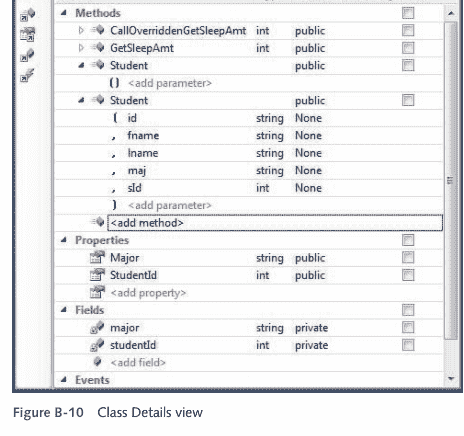 Methods
CallOverriddenGetSleepAmt int public
GetSleepAmt int public
Student public
() <add parameter>
Student public
( id string None
, fname string None
, lname string None
, maj string None
, sId int None
) <add parameter>
<add method>
Properties
Major string public
StudentId int public
<add property>
Fields
major string private
studentId int private
<add field>
Events
Figure B-10 Class Details view